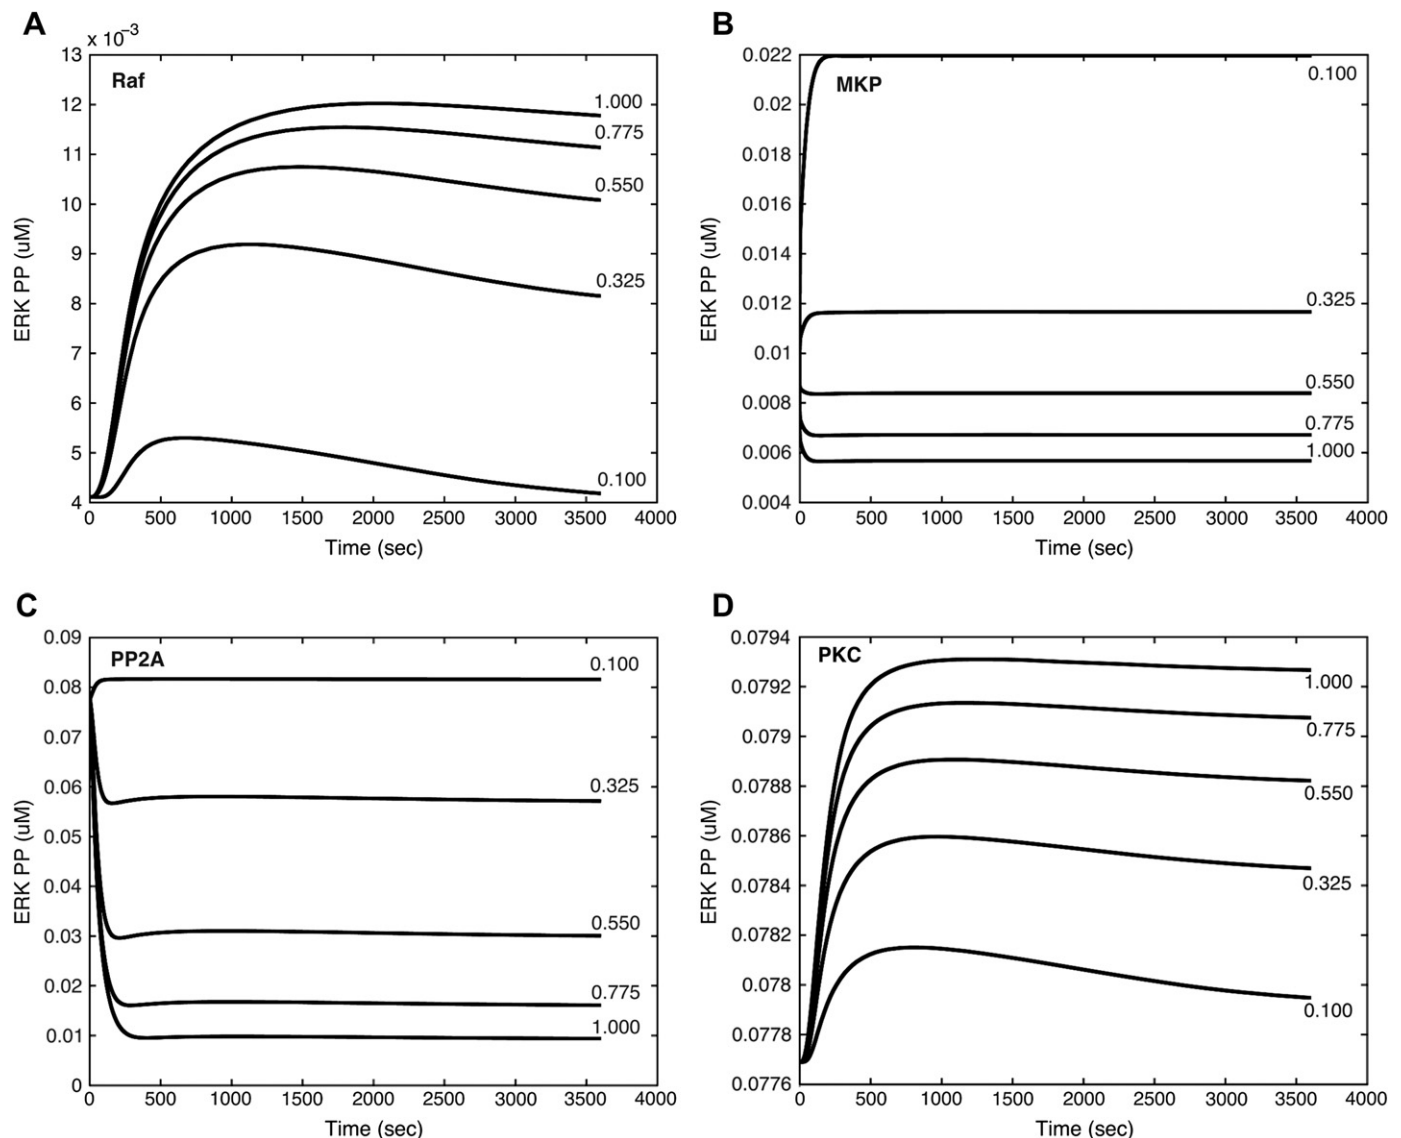 A
x 10⁻³
13
12
11
10
9
8
7
6
5
4
ERK PP (uM)
Raf
1.000
0.775
0.550
0.325
0.100
0 500 1000 1500 2000 2500 3000 3500 4000
Time (sec)
B
0.022
0.02
0.018
0.016
0.014
0.012
0.01
0.008
0.006
0.004
ERK PP (uM)
MKP
0.100
0.325
0.550
0.775
1.000
0 500 1000 1500 2000 2500 3000 3500 4000
Time (sec)
C
0.09
0.08
0.07
0.06
0.05
0.04
0.03
0.02
0.01
0
ERK PP (uM)
PP2A
0.100
0.325
0.550
0.775
1.000
0 500 1000 1500 2000 2500 3000 3500 4000
Time (sec)
D
0.0794
0.0792
0.079
0.0788
0.0786
0.0784
0.0782
0.078
0.0778
0.0776
ERK PP (uM)
PKC
1.000
0.775
0.550
0.325
0.100
0 500 1000 1500 2000 2500 3000 3500 4000
Time (sec)